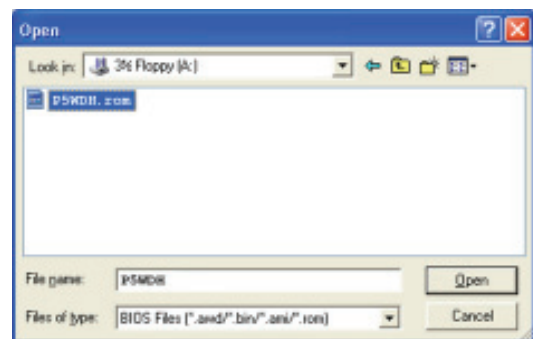 Open
Look in: 3½ Floppy (A:)
P5WDH.rom
File name: P5WDH Open
Files of type: BIOS Files (*.awd/*.bin/*.ami/*.rom) Cancel